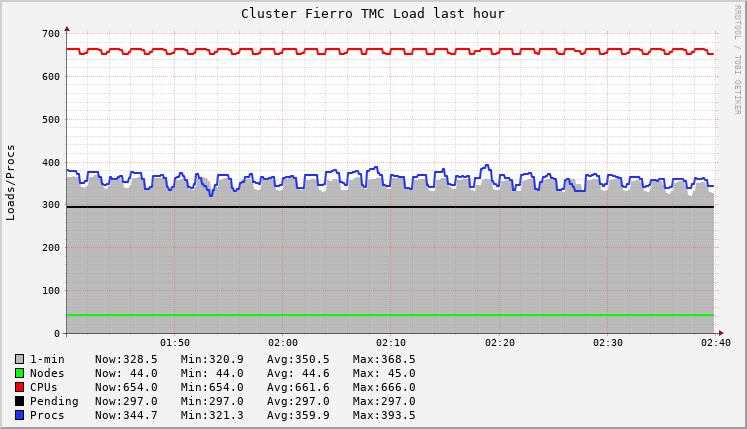 Cluster Fierro TMC Load last hour
RRDTOOL / TOBI OETIKER
Loads/Procs
700
600
500
400
300
200
100
0
01:50 02:00 02:10 02:20 02:30 02:40
1-min Now:328.5 Min:320.9 Avg:350.5 Max:368.5
Nodes Now: 44.0 Min: 44.0 Avg: 44.6 Max: 45.0
CPUs Now:654.0 Min:654.0 Avg:661.6 Max:666.0
Pending Now:297.0 Min:297.0 Avg:297.0 Max:297.0
Procs Now:344.7 Min:321.3 Avg:359.9 Max:393.5